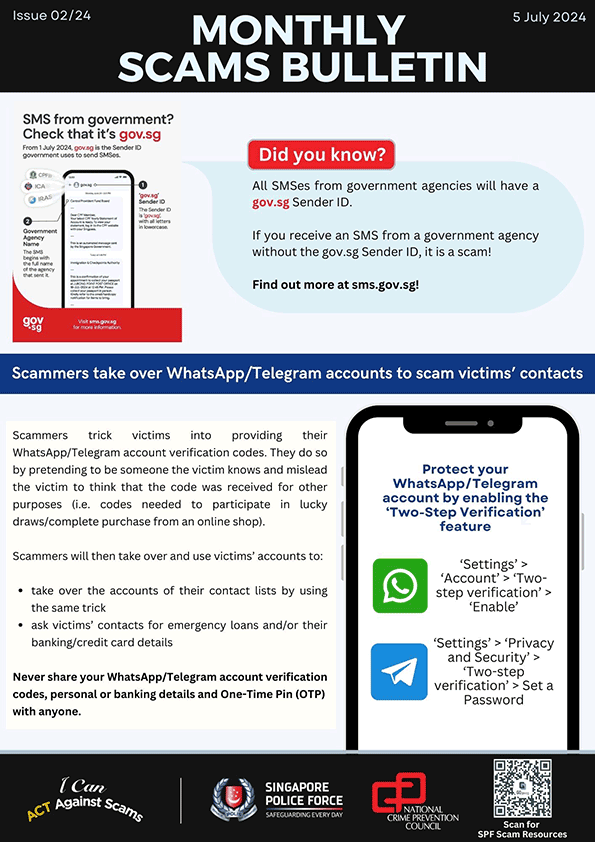 Issue 02/24
5 July 2024
MONTHLY
SCAMS BULLETIN
SMS from government?
Check that it's gov.sg
From 1 July 2024, gov.sg is the Sender ID
government uses to send SMSes.
CPFB
ICA
IRAS
gov.sg
1
'gov.sg'
Sender ID
The Sender ID
is 'gov.sg',
with all letters
in lowercase.
2
Government
Agency
Name
The SMS
begins with
the full name
of the agency
that sent it.
Central Provident Fund Board
Immigration & Checkpoints Authority
gov
.sg
Visit sms.gov.sg
for more information.
Did you know?
All SMSes from government agencies will have a
gov.sg Sender ID.
If you receive an SMS from a government agency
without the gov.sg Sender ID, it is a scam!
Find out more at sms.gov.sg!
Scammers take over WhatsApp/Telegram accounts to scam victims' contacts
Scammers trick victims into providing their
WhatsApp/Telegram account verification codes. They do so
by pretending to be someone the victim knows and mislead
the victim to think that the code was received for other
purposes (i.e. codes needed to participate in lucky
draws/complete purchase from an online shop).
Scammers will then take over and use victims' accounts to:
• take over the accounts of their contact lists by using
the same trick
• ask victims' contacts for emergency loans and/or their
banking/credit card details
Never share your WhatsApp/Telegram account verification
codes, personal or banking details and One-Time Pin (OTP)
with anyone.
Protect your
WhatsApp/Telegram
account by enabling the
'Two-Step Verification'
feature
'Settings' >
'Account' > 'Two-
step verification' >
'Enable'
'Settings' > 'Privacy
and Security' >
'Two-step
verification' > Set a
Password
I Can
ACT Against Scams
SINGAPORE
POLICE FORCE
SAFEGUARDING EVERY DAY
NATIONAL
CRIME PREVENTION
COUNCIL
Scan for
SPF Scam Resources